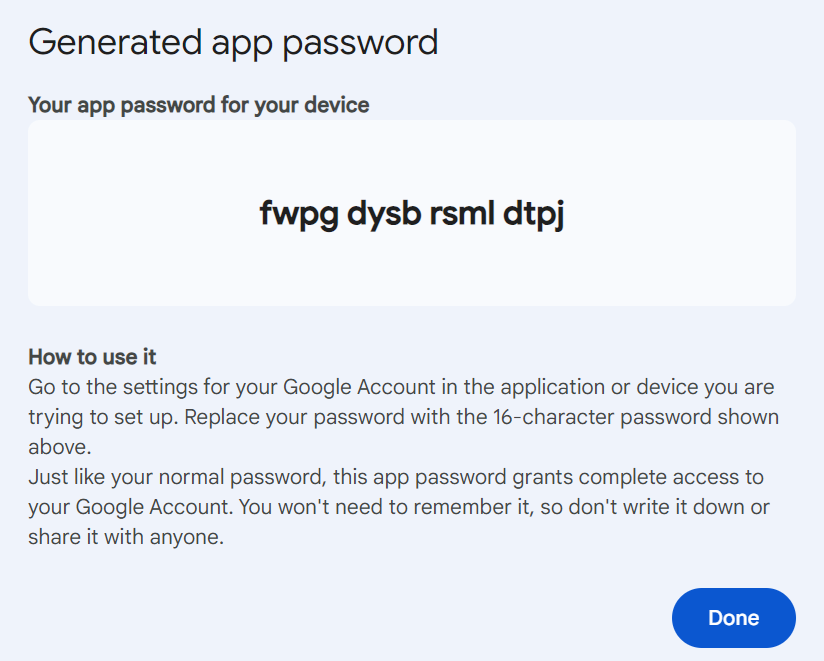 Generated app password
Your app password for your device
fwpg dysb rsml dtpj
How to use it
Go to the settings for your Google Account in the application or device you are
trying to set up. Replace your password with the 16-character password shown
above.
Just like your normal password, this app password grants complete access to
your Google Account. You won't need to remember it, so don't write it down or
share it with anyone.
Done